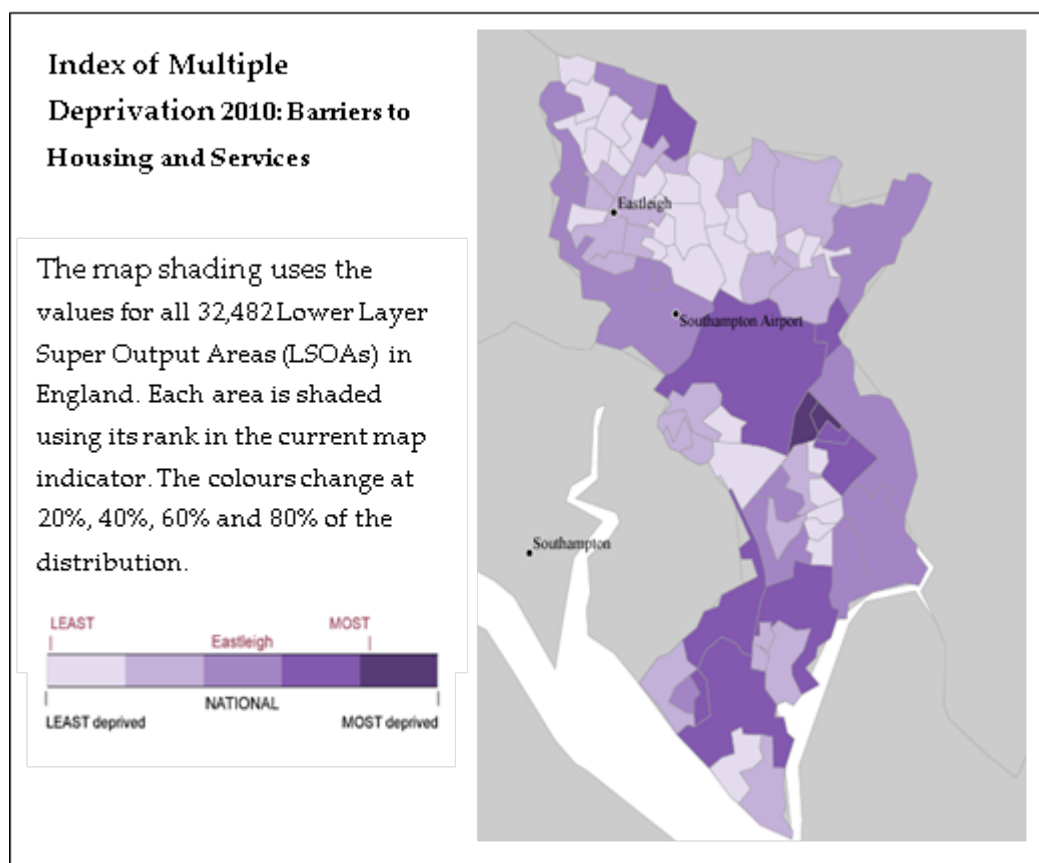 Index of Multiple
Deprivation 2010: Barriers to
Housing and Services
The map shading uses the
values for all 32,482 Lower Layer
Super Output Areas (LSOAs) in
England. Each area is shaded
using its rank in the current map
indicator. The colours change at
20%, 40%, 60% and 80% of the
distribution.
LEAST MOST
Eastleigh
NATIONAL
LEAST deprived MOST deprived
Eastleigh
Southampton Airport
Southampton